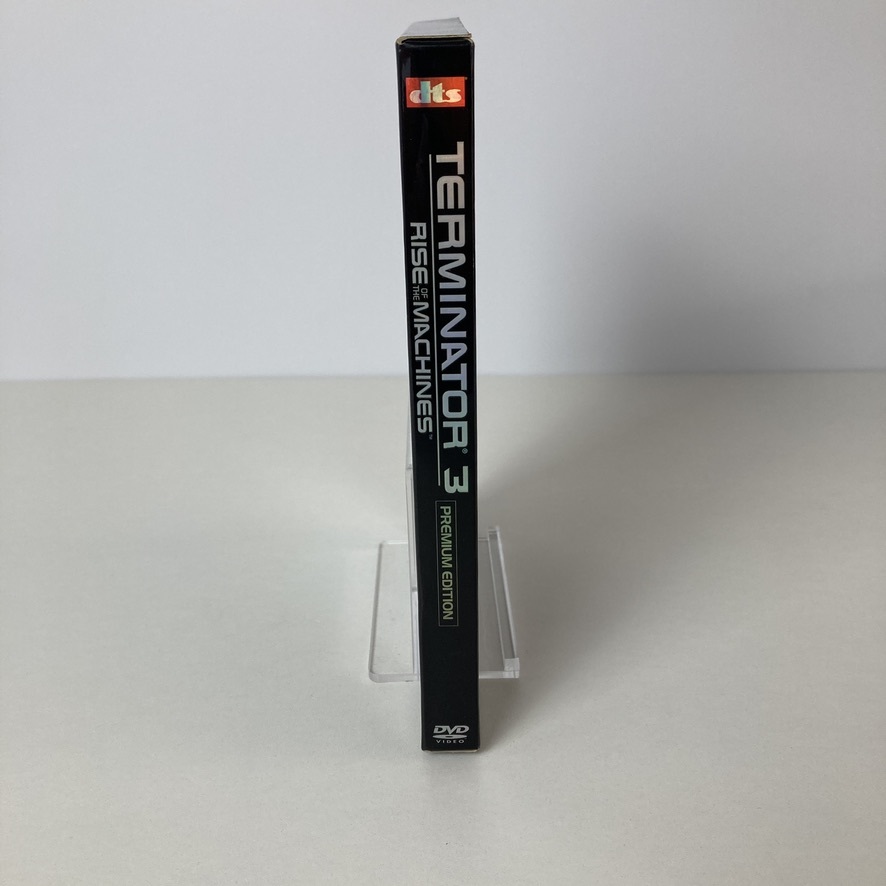 dts
TERMINATOR® 3
RISE OF THE MACHINES™
PREMIUM EDITION
DVD
VIDEO